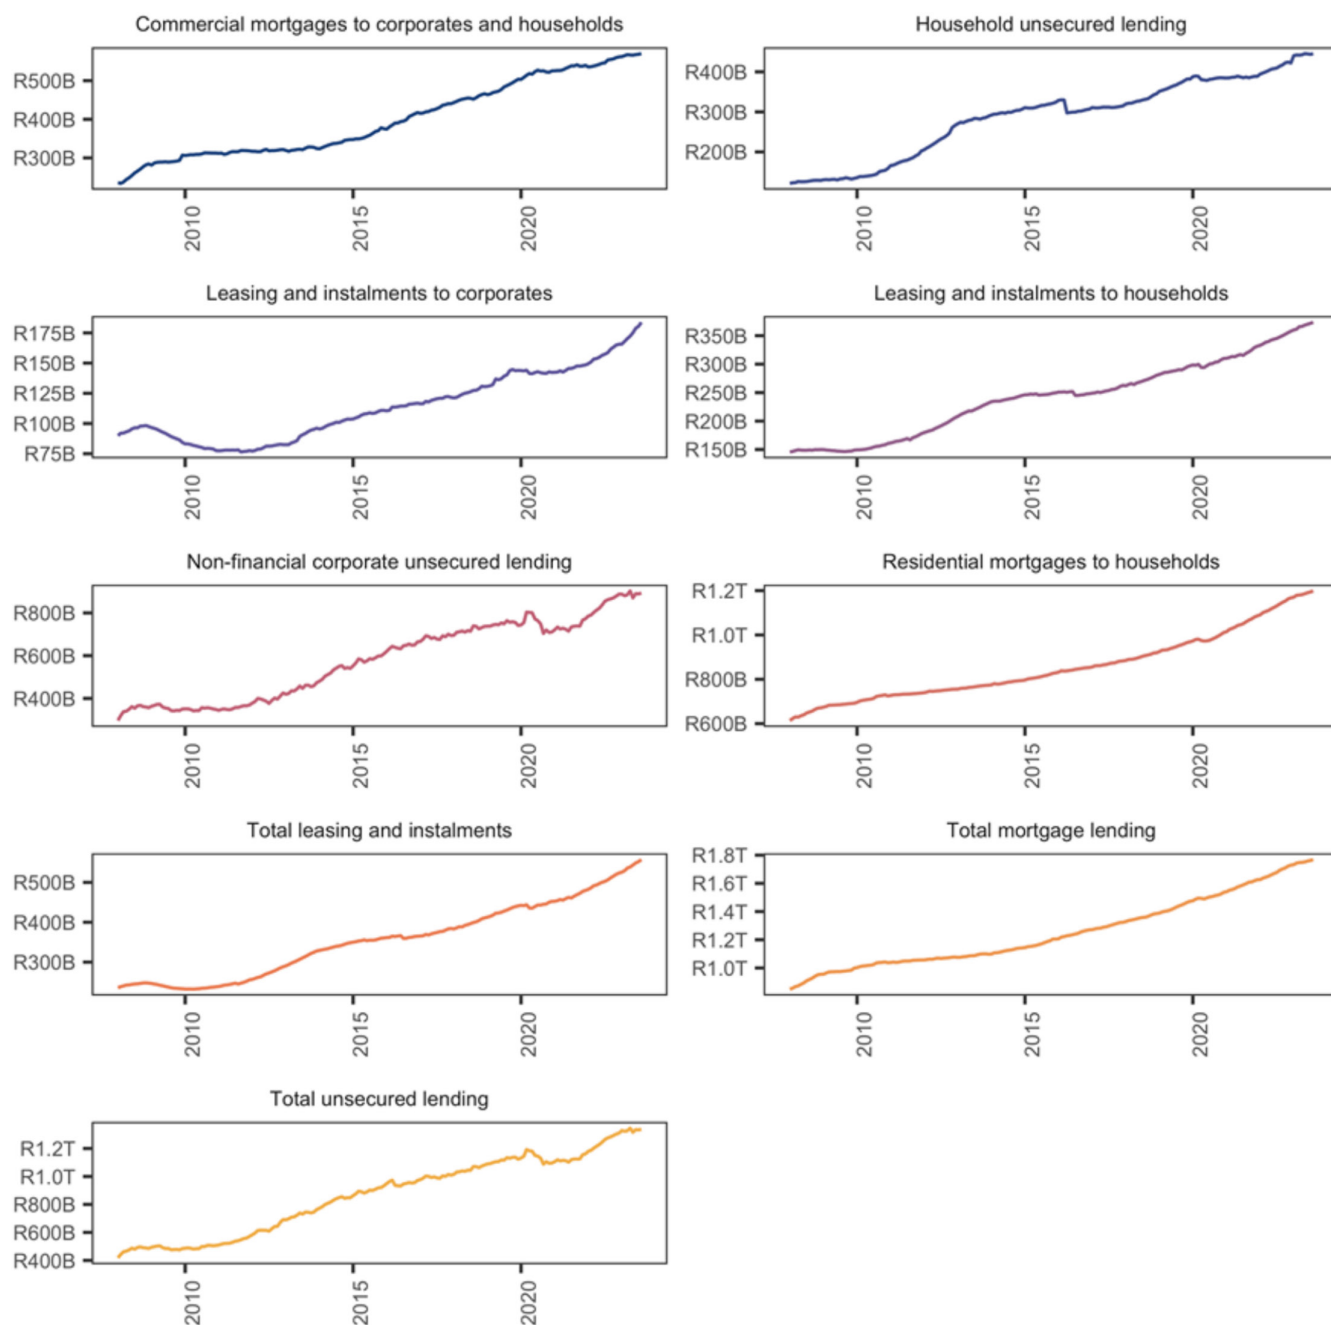 Commercial mortgages to corporates and households
R500B
R400B
R300B
2010
2015
2020
Household unsecured lending
R400B
R300B
R200B
2010
2015
2020
Leasing and instalments to corporates
R175B
R150B
R125B
R100B
R75B
2010
2015
2020
Leasing and instalments to households
R350B
R300B
R250B
R200B
R150B
2010
2015
2020
Non-financial corporate unsecured lending
R800B
R600B
R400B
2010
2015
2020
Residential mortgages to households
R1.2T
R1.0T
R800B
R600B
2010
2015
2020
Total leasing and instalments
R500B
R400B
R300B
2010
2015
2020
Total mortgage lending
R1.8T
R1.6T
R1.4T
R1.2T
R1.0T
2010
2015
2020
Total unsecured lending
R1.2T
R1.0T
R800B
R600B
R400B
2010
2015
2020